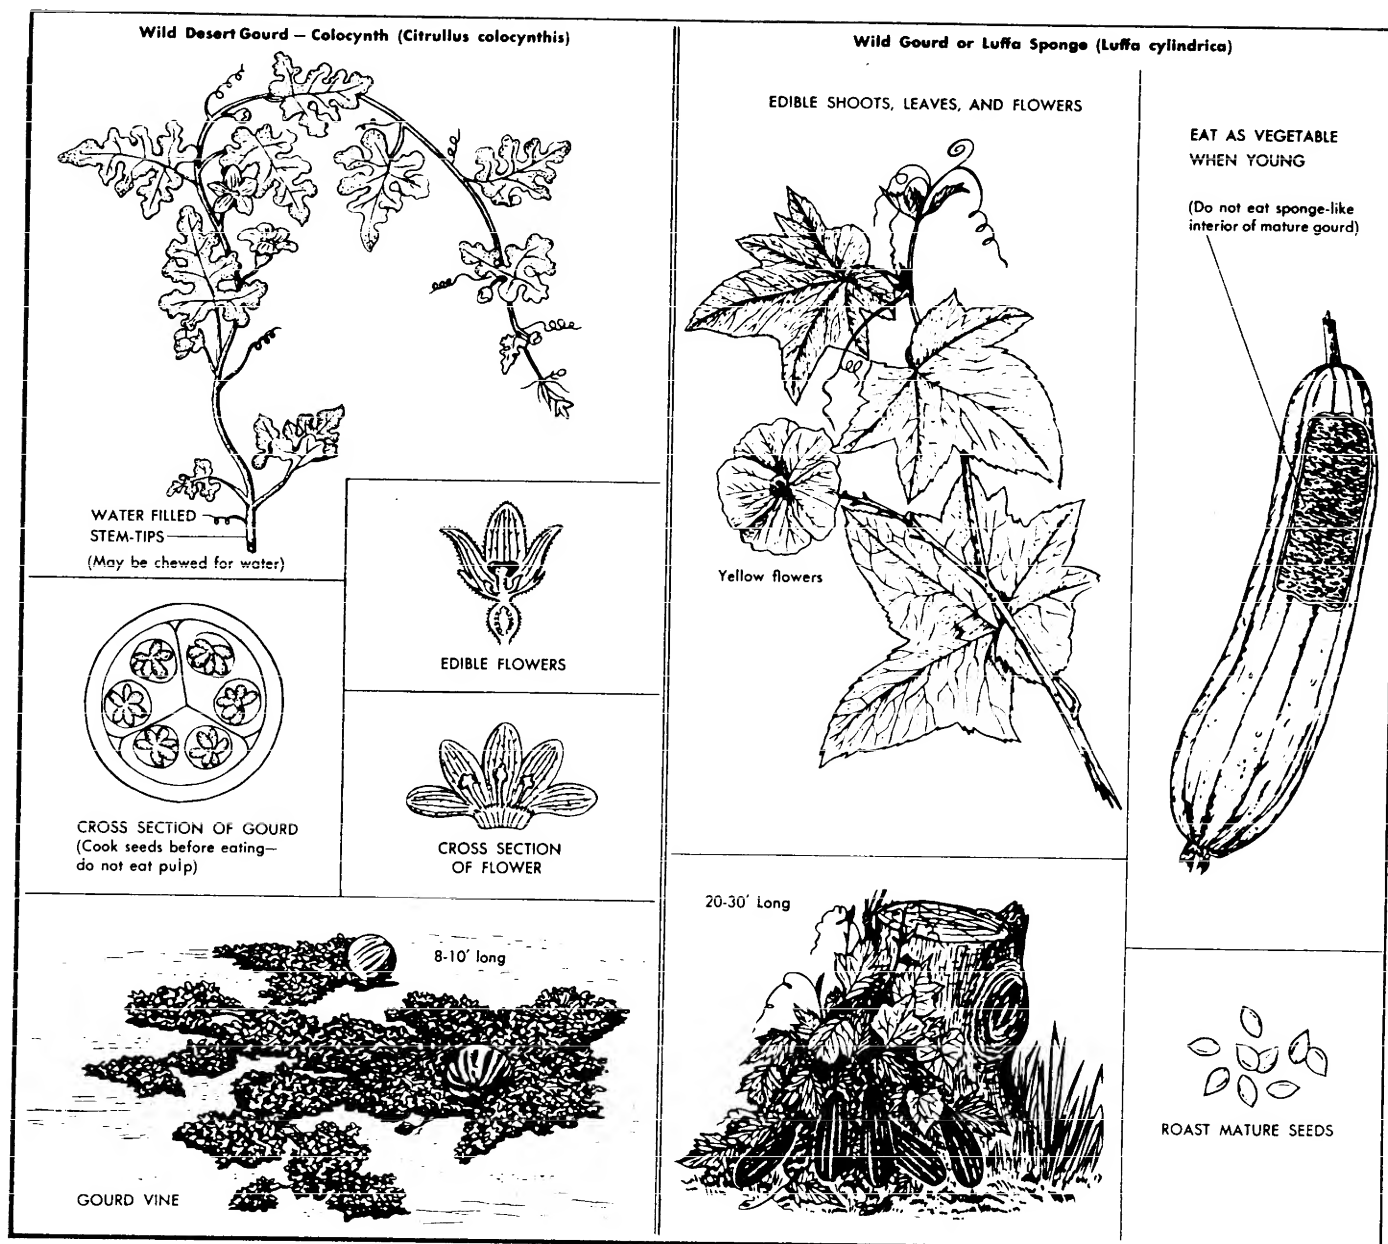 Wild Desert Gourd — Colocynth (Citrullus colocynthis)
WATER FILLED
STEM-TIPS
(May be chewed for water)
EDIBLE FLOWERS
CROSS SECTION OF GOURD
(Cook seeds before eating—
do not eat pulp)
CROSS SECTION
OF FLOWER
8-10′ long
GOURD VINE
Wild Gourd or Luffa Sponge (Luffa cylindrica)
EDIBLE SHOOTS, LEAVES, AND FLOWERS
Yellow flowers
EAT AS VEGETABLE
WHEN YOUNG
(Do not eat sponge-like
interior of mature gourd)
20-30′ Long
ROAST MATURE SEEDS